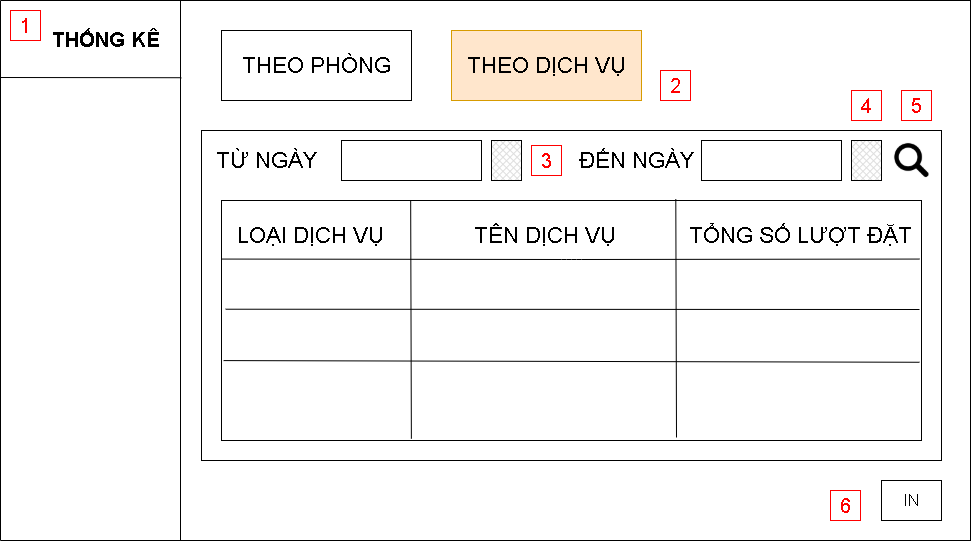 1
THỐNG KÊ
THEO PHÒNG
THEO DỊCH VỤ
2
4
5
TỪ NGÀY
3
ĐẾN NGÀY
LOẠI DỊCH VỤ
TÊN DỊCH VỤ
TỔNG SỐ LƯỢT ĐẶT
6
IN